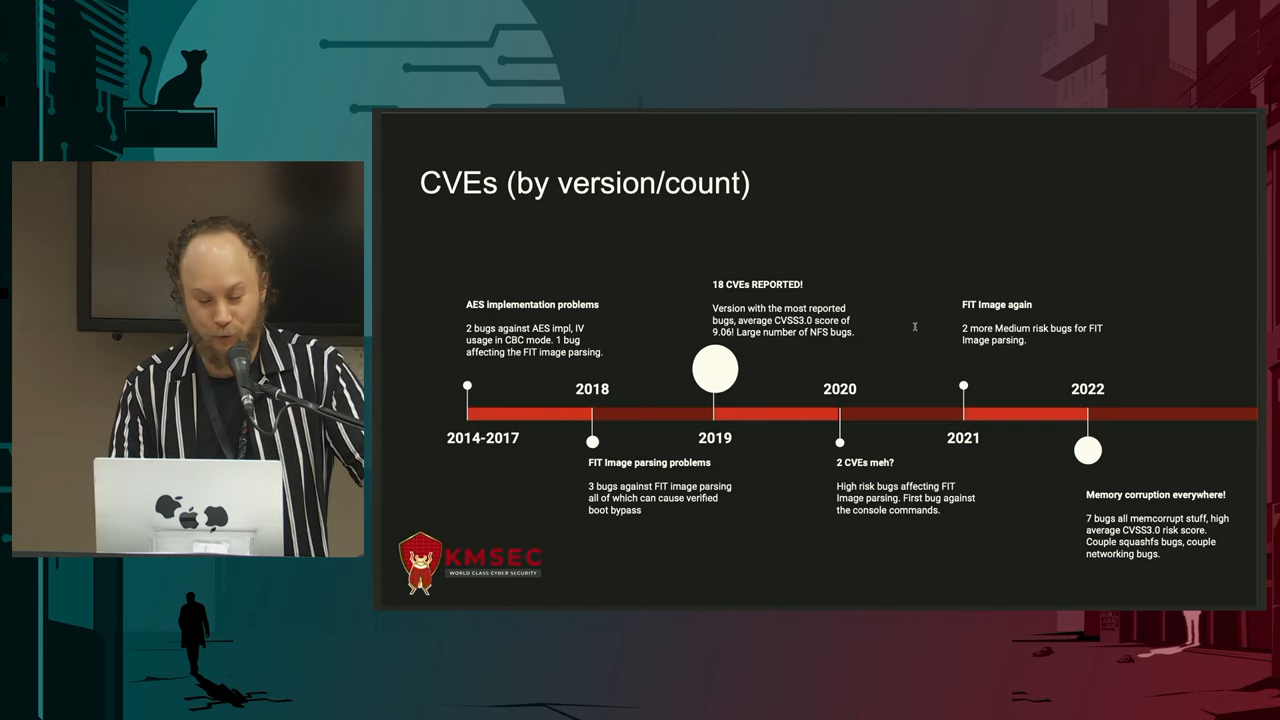 CVEs (by version/count)
AES implementation problems
2 bugs against AES impl, IV
usage in CBC mode. 1 bug
affecting the FIT image parsing.
2014-2017
2018
FIT Image parsing problems
3 bugs against FIT image parsing
all of which can cause verified
boot bypass
18 CVEs REPORTED!
Version with the most reported
bugs, average CVSS3.0 score of
9.06! Large number of NFS bugs.
2019
2020
2 CVEs meh?
High risk bugs affecting FIT
Image parsing. First bug against
the console commands.
FIT Image again
2 more Medium risk bugs for FIT
Image parsing.
2021
2022
Memory corruption everywhere!
7 bugs all memcorrupt stuff, high
average CVSS3.0 risk score.
Couple squashfs bugs, couple
networking bugs.
KMSEC
WORLD CLASS CYBER SECURITY